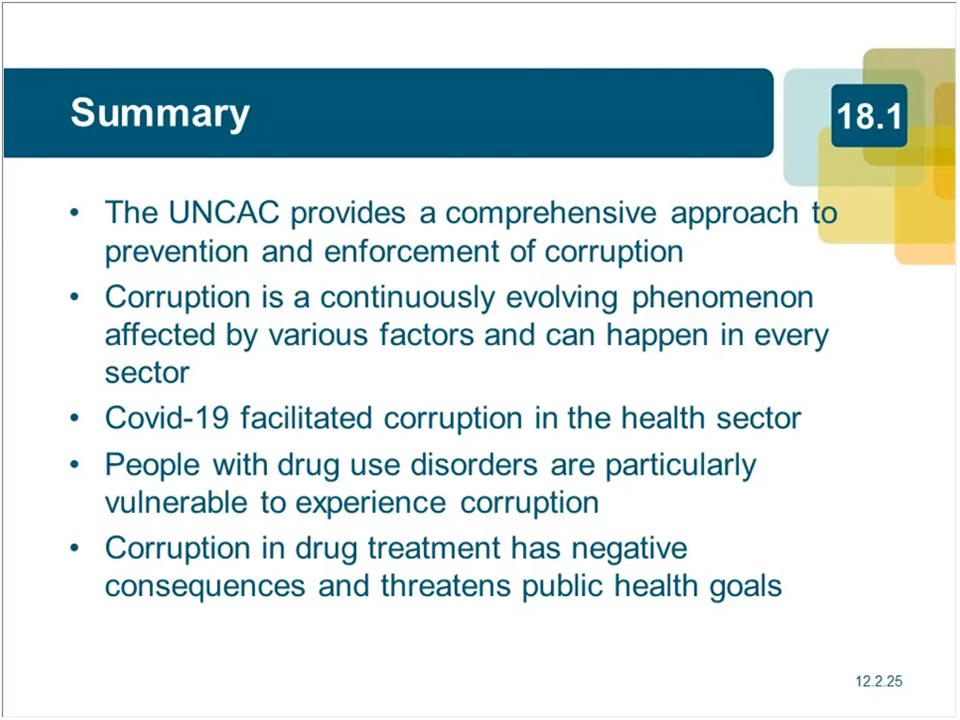 Summary
18.1
• The UNCAC provides a comprehensive approach to
prevention and enforcement of corruption
• Corruption is a continuously evolving phenomenon
affected by various factors and can happen in every
sector
• Covid-19 facilitated corruption in the health sector
• People with drug use disorders are particularly
vulnerable to experience corruption
• Corruption in drug treatment has negative
consequences and threatens public health goals
12.2.25